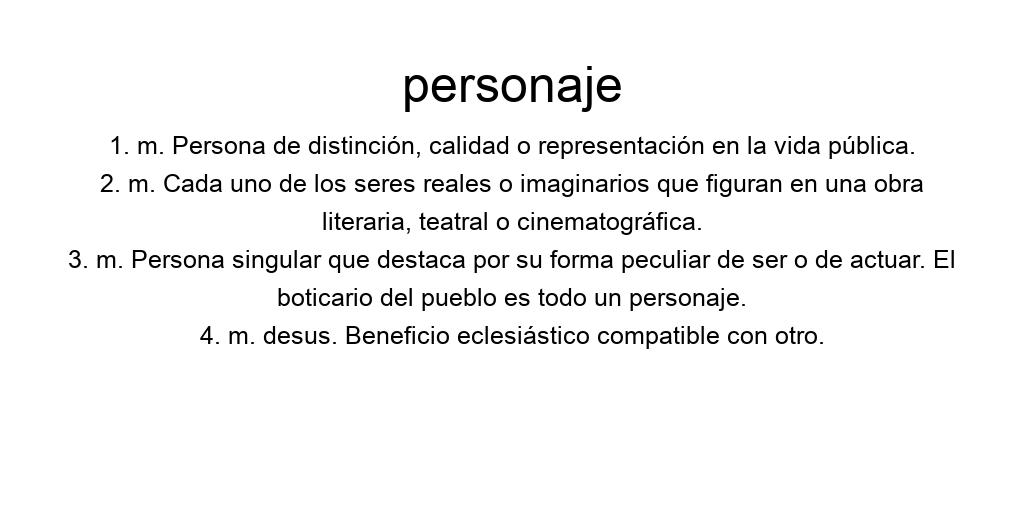 personaje
1. m. Persona de distinción, calidad o representación en la vida pública.
2. m. Cada uno de los seres reales o imaginarios que figuran en una obra
literaria, teatral o cinematográfica.
3. m. Persona singular que destaca por su forma peculiar de ser o de actuar. El
boticario del pueblo es todo un personaje.
4. m. desus. Beneficio eclesiástico compatible con otro.